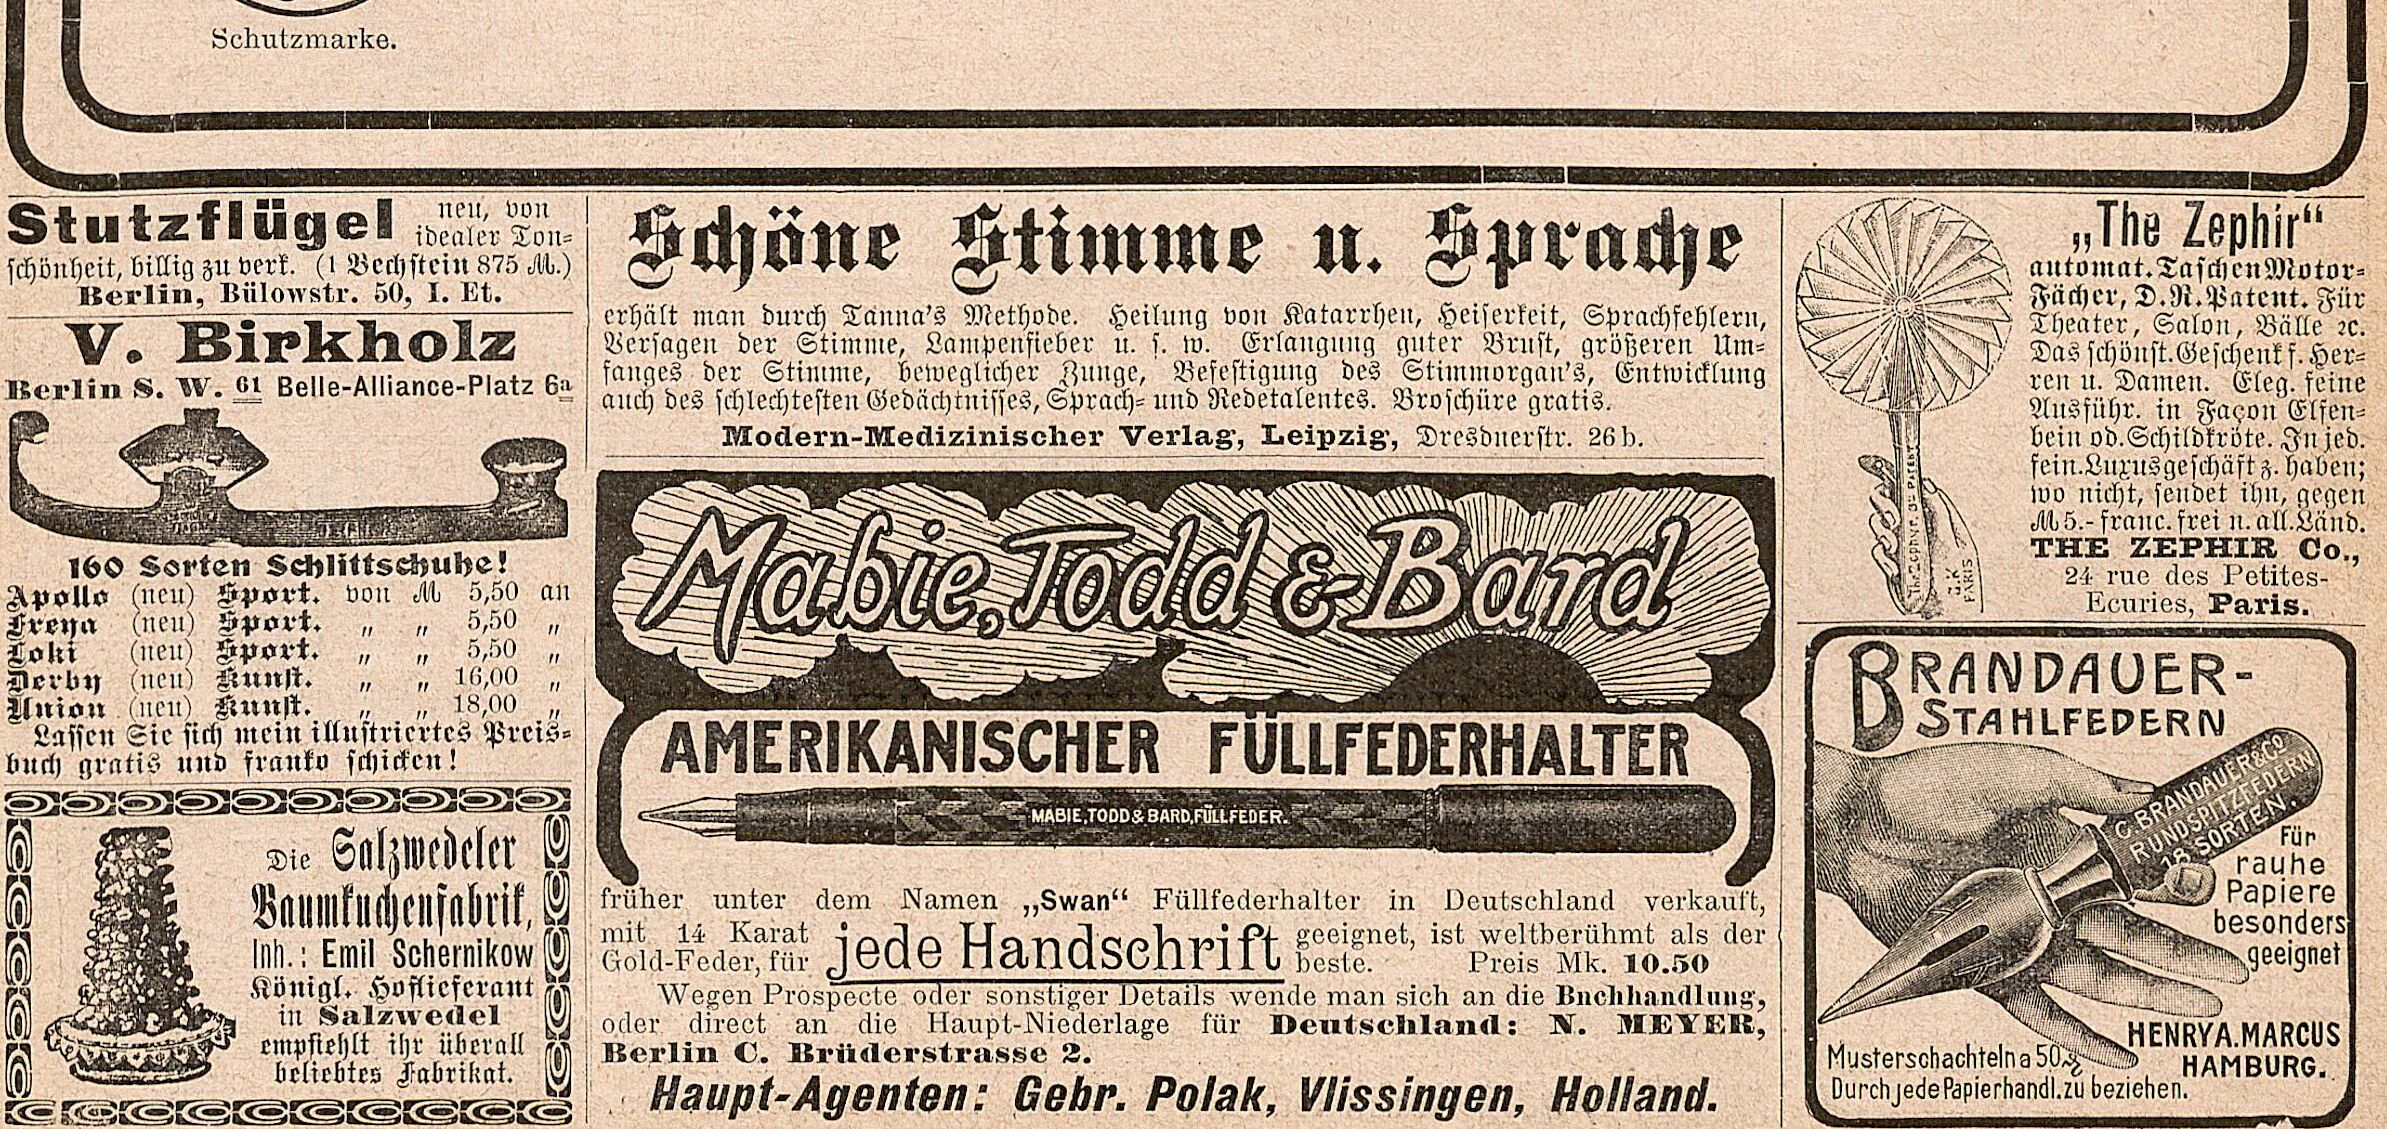 Schutzmarke.
Stutzflügel neu, von
idealer Ton-
schönheit, billig zu verk. (1 Bechstein 875 M.)
Berlin, Bülowstr. 50, I. Et.
V. Birkholz
Berlin S. W. 61 Belle-Alliance-Platz 6a
160 Sorten Schlittschuhe!
Apollo (neu) Sport. von M 5,50 an
Freya (neu) Sport. „ „ 5,50 „
Loki (neu) Sport. „ „ 5,50 „
Derby (neu) Kunst. „ „ 16,00 „
Union (neu) Kunst. „ „ 18,00 „
Lassen Sie sich mein illustriertes Preis-
buch gratis und franko schicken!
Die Salzwedeler
Baumkuchenfabrik,
Inh.: Emil Schernikow
Königl. Hoflieferant
in Salzwedel
empfiehlt ihr überall
beliebtes Fabrikat.
Schöne Stimme u. Sprache
erhält man durch Tanna's Methode. Heilung von Katarrhen, Heiserkeit, Sprachfehlern,
Versagen der Stimme, Lampenfieber u. s. w. Erlangung guter Brust, größeren Um-
fanges der Stimme, beweglicher Zunge, Befestigung des Stimmorgan's, Entwicklung
auch des schlechtesten Gedächtnisses, Sprach- und Redetalentes. Broschüre gratis.
Modern-Medizinischer Verlag, Leipzig, Dresdnerstr. 26b.
Mabie, Todd & Bard
AMERIKANISCHER FÜLLFEDERHALTER
MABIE, TODD & BARD, FÜLLFEDER.
früher unter dem Namen „Swan“ Füllfederhalter in Deutschland verkauft,
mit 14 Karat Gold-Feder, für jede Handschrift geeignet, ist weltberühmt als der
beste. Preis Mk. 10.50
Wegen Prospecte oder sonstiger Details wende man sich an die Buchhandlung,
oder direct an die Haupt-Niederlage für Deutschland: N. MEYER,
Berlin C. Brüderstrasse 2.
Haupt-Agenten: Gebr. Polak, Vlissingen, Holland.
„The Zephir“
automat. Taschen Motor-
Fächer, D. R. Patent. Für
Theater, Salon, Bälle ꝛc.
Das schönst. Geschenk f. Her-
ren u. Damen. Eleg. feine
Ausführ. in Façon Elfen-
bein od. Schildkröte. In jed.
fein. Luxusgeschäft z. haben;
wo nicht, sendet ihn, gegen
M 5.- franc. frei n. all. Länd.
THE ZEPHIR Co.,
24 rue des Petites-
Ecuries, Paris.
PARIS
BRANDAUER-
STAHLFEDERN
C. BRANDAUER & Co
RUNDSPITZFEDERN
18 SORTEN.
Für
rauhe
Papiere
besonders
geeignet
HENRY A. MARCUS
HAMBURG.
Musterschachteln a 50 ₰
Durch jede Papierhandl. zu beziehen.